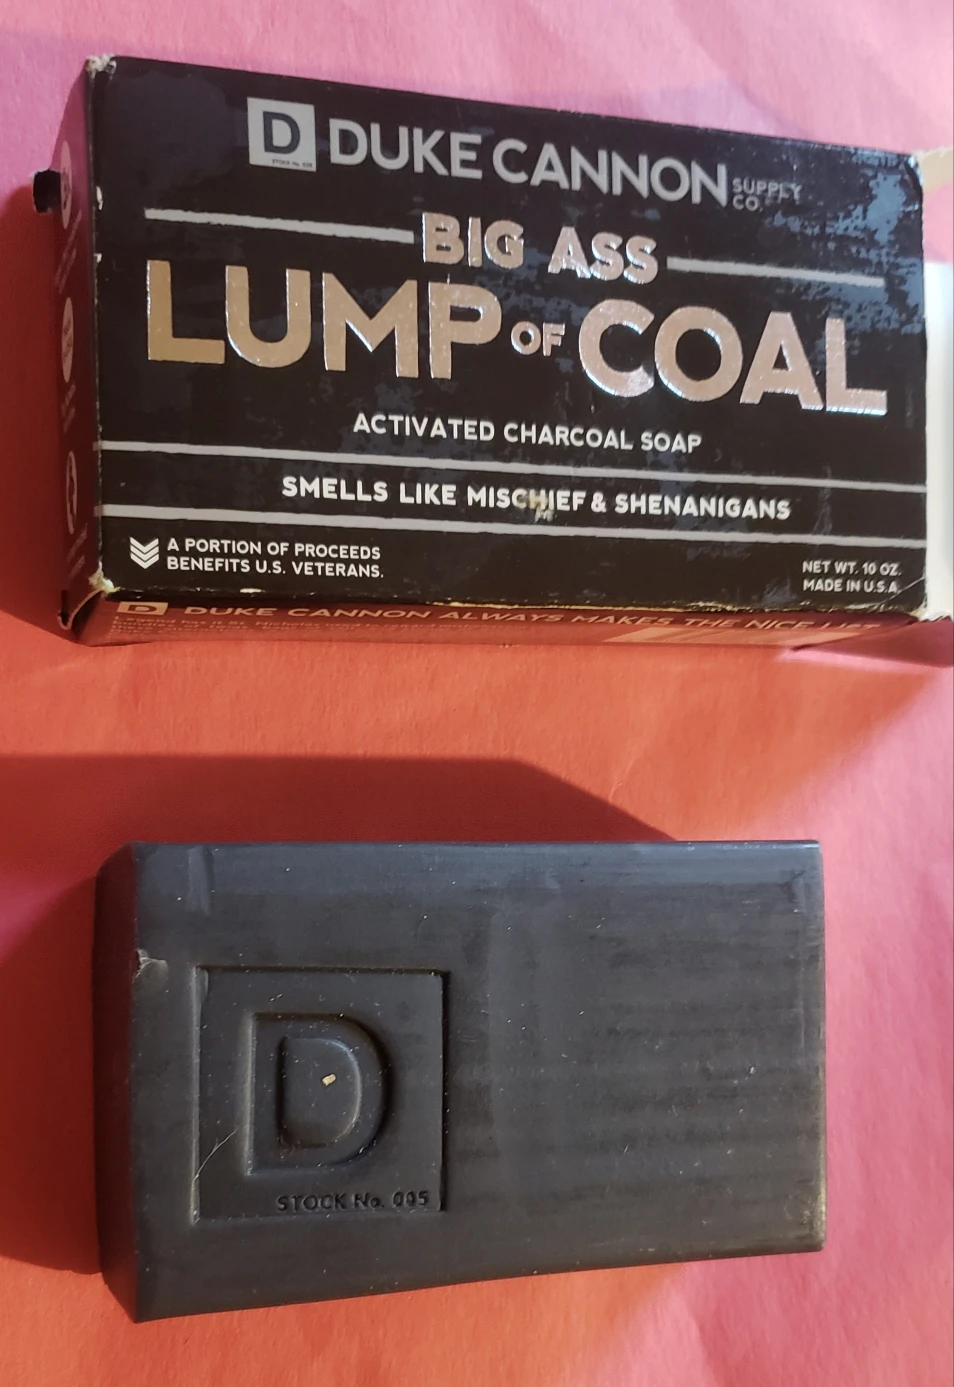 D DUKE CANNON SUPPLY CO.
BIG ASS
LUMP OF COAL
ACTIVATED CHARCOAL SOAP
SMELLS LIKE MISCHIEF & SHENANIGANS
A PORTION OF PROCEEDS
BENEFITS U.S. VETERANS.
NET WT. 10 OZ.
MADE IN U.S.A.
D DUKE CANNON ALWAYS MAKES THE NICE LIST
D
STOCK No. 005